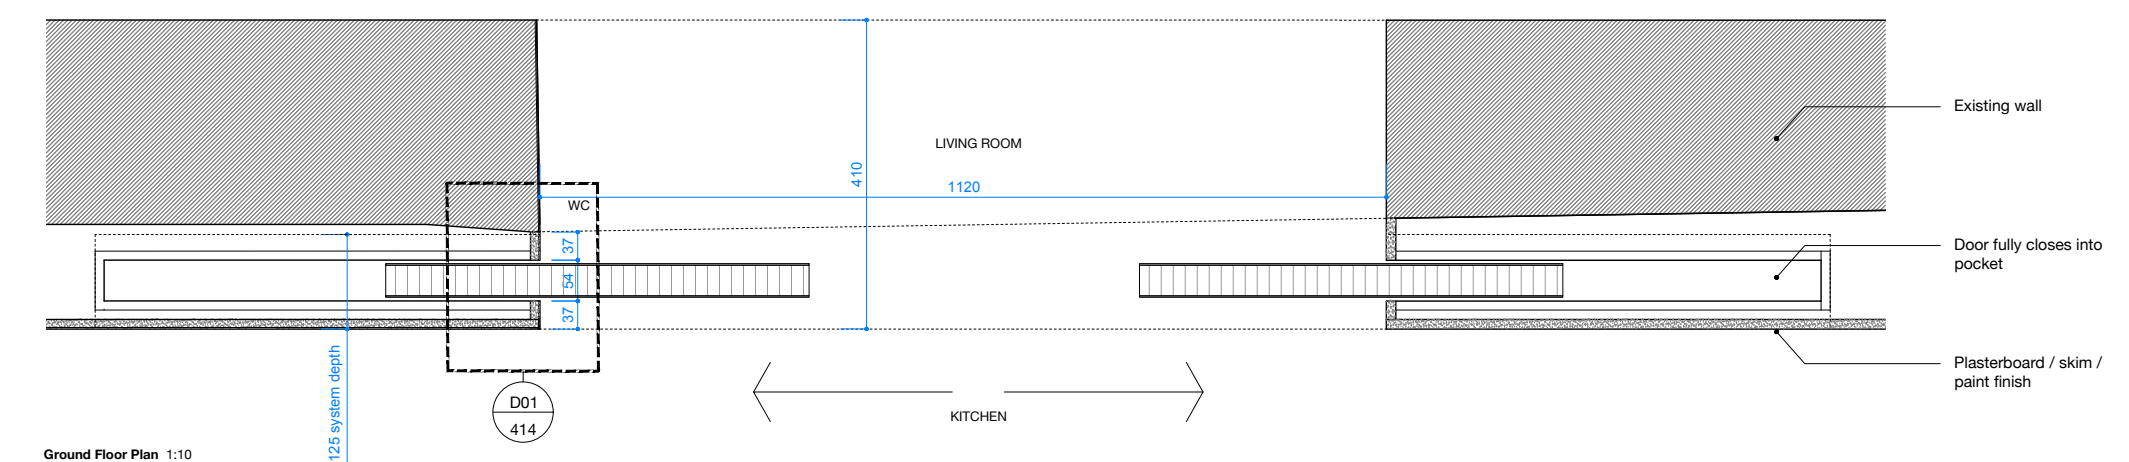 LIVING ROOM
410
1120
WC
37
54
37
125 system depth
D01
414
KITCHEN
Existing wall
Door fully closes into
pocket
Plasterboard / skim /
paint finish
Ground Floor Plan 1:10